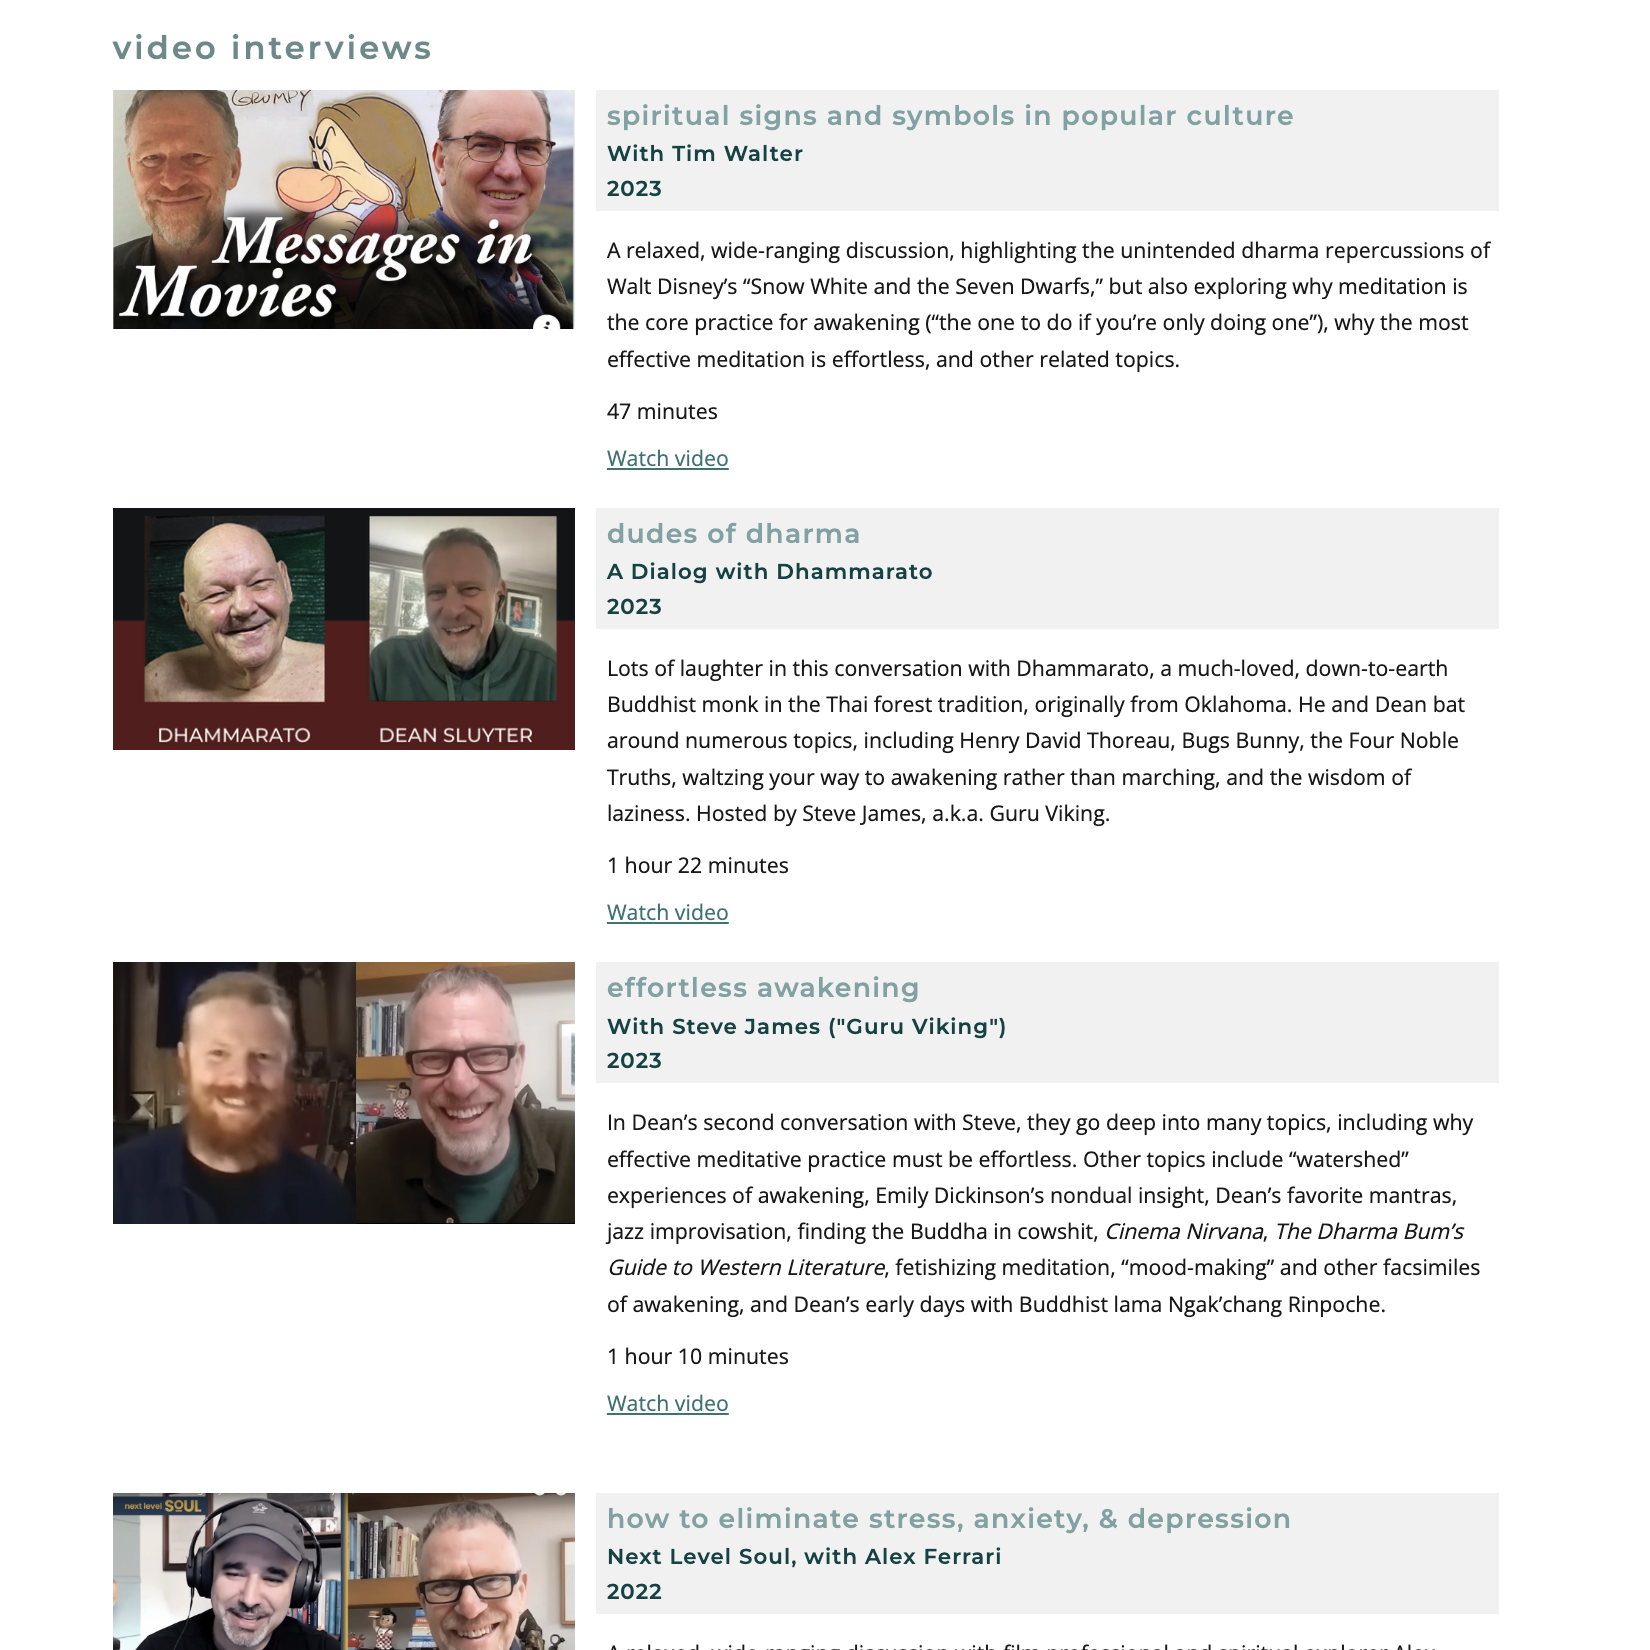 video interviews
GRUMPY
Messages in
Movies
spiritual signs and symbols in popular culture
With Tim Walter
2023
A relaxed, wide-ranging discussion, highlighting the unintended dharma repercussions of
Walt Disney’s “Snow White and the Seven Dwarfs,” but also exploring why meditation is
the core practice for awakening (“the one to do if you’re only doing one”), why the most
effective meditation is effortless, and other related topics.
47 minutes
Watch video
DHAMMARATO
DEAN SLUYTER
dudes of dharma
A Dialog with Dhammarato
2023
Lots of laughter in this conversation with Dhammarato, a much-loved, down-to-earth
Buddhist monk in the Thai forest tradition, originally from Oklahoma. He and Dean bat
around numerous topics, including Henry David Thoreau, Bugs Bunny, the Four Noble
Truths, waltzing your way to awakening rather than marching, and the wisdom of
laziness. Hosted by Steve James, a.k.a. Guru Viking.
1 hour 22 minutes
Watch video
effortless awakening
With Steve James ("Guru Viking")
2023
In Dean’s second conversation with Steve, they go deep into many topics, including why
effective meditative practice must be effortless. Other topics include “watershed”
experiences of awakening, Emily Dickinson’s nondual insight, Dean’s favorite mantras,
jazz improvisation, finding the Buddha in cowshit, Cinema Nirvana, The Dharma Bum’s
Guide to Western Literature, fetishizing meditation, “mood-making” and other facsimiles
of awakening, and Dean’s early days with Buddhist lama Ngak’chang Rinpoche.
1 hour 10 minutes
Watch video
next level SOUL
how to eliminate stress, anxiety, & depression
Next Level Soul, with Alex Ferrari
2022
A relaxed, wide-ranging discussion with film professional and spiritual explorer Alex